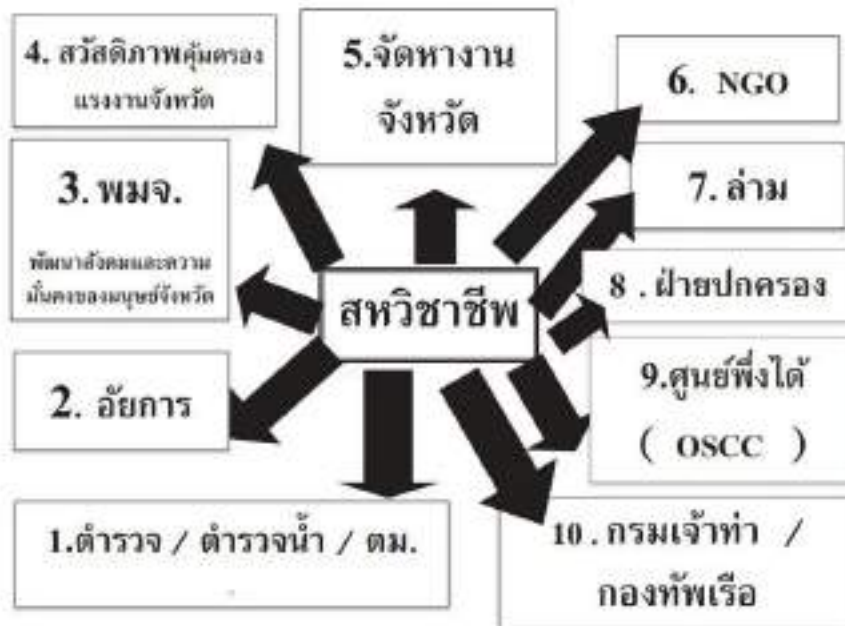 4. สวัสดิภาพคุ้มครอง
แรงงานจังหวัด
5.จัดหางาน
จังหวัด
6. NGO
3. พมจ.
พัฒนาสังคมและความ
มั่นคงของมนุษย์จังหวัด
7. ล่าม
สหวิชาชีพ
8 . ฝ่ายปกครอง
2. อัยการ
9.ศูนย์พึ่งได้
( OSCC )
1.ตำรวจ / ตำรวจน้ำ / ตม.
10 . กรมเจ้าท่า /
กองทัพเรือ